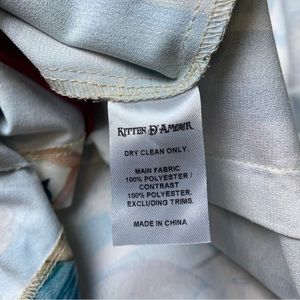 KITTEN D'AMOUR
DRY CLEAN ONLY.
MAIN FABRIC
100% POLYESTER /
CONTRAST
100% POLYESTER.
EXCLUDING TRIMS.
MADE IN CHINA